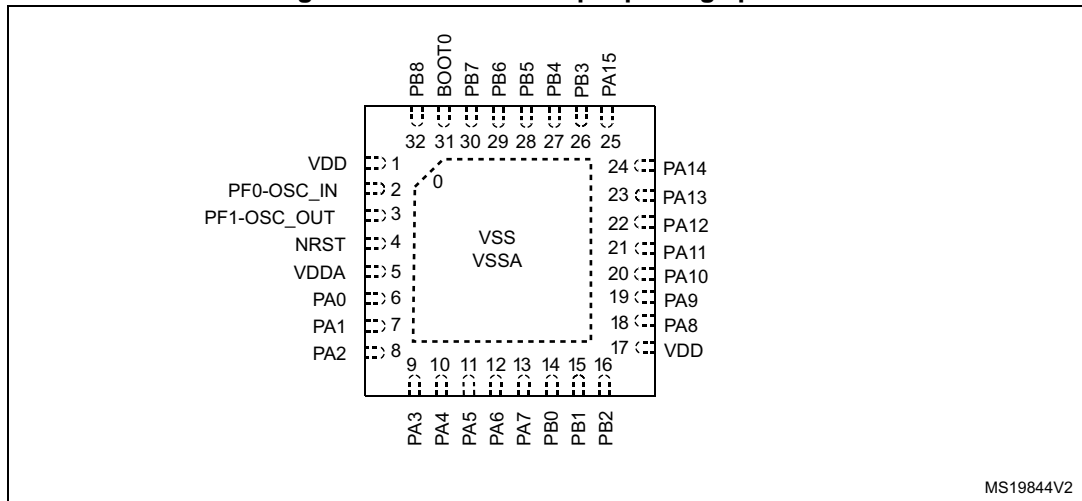 PB8
BOOT0
PB7
PB6
PB5
PB4
PB3
PA15
32 31 30 29 28 27 26 25
VDD 1
PF0-OSC_IN 2
PF1-OSC_OUT 3
NRST 4
VDDA 5
PA0 6
PA1 7
PA2 8
0
VSS
VSSA
24 PA14
23 PA13
22 PA12
21 PA11
20 PA10
19 PA9
18 PA8
17 VDD
9 10 11 12 13 14 15 16
PA3
PA4
PA5
PA6
PA7
PB0
PB1
PB2
MS19844V2